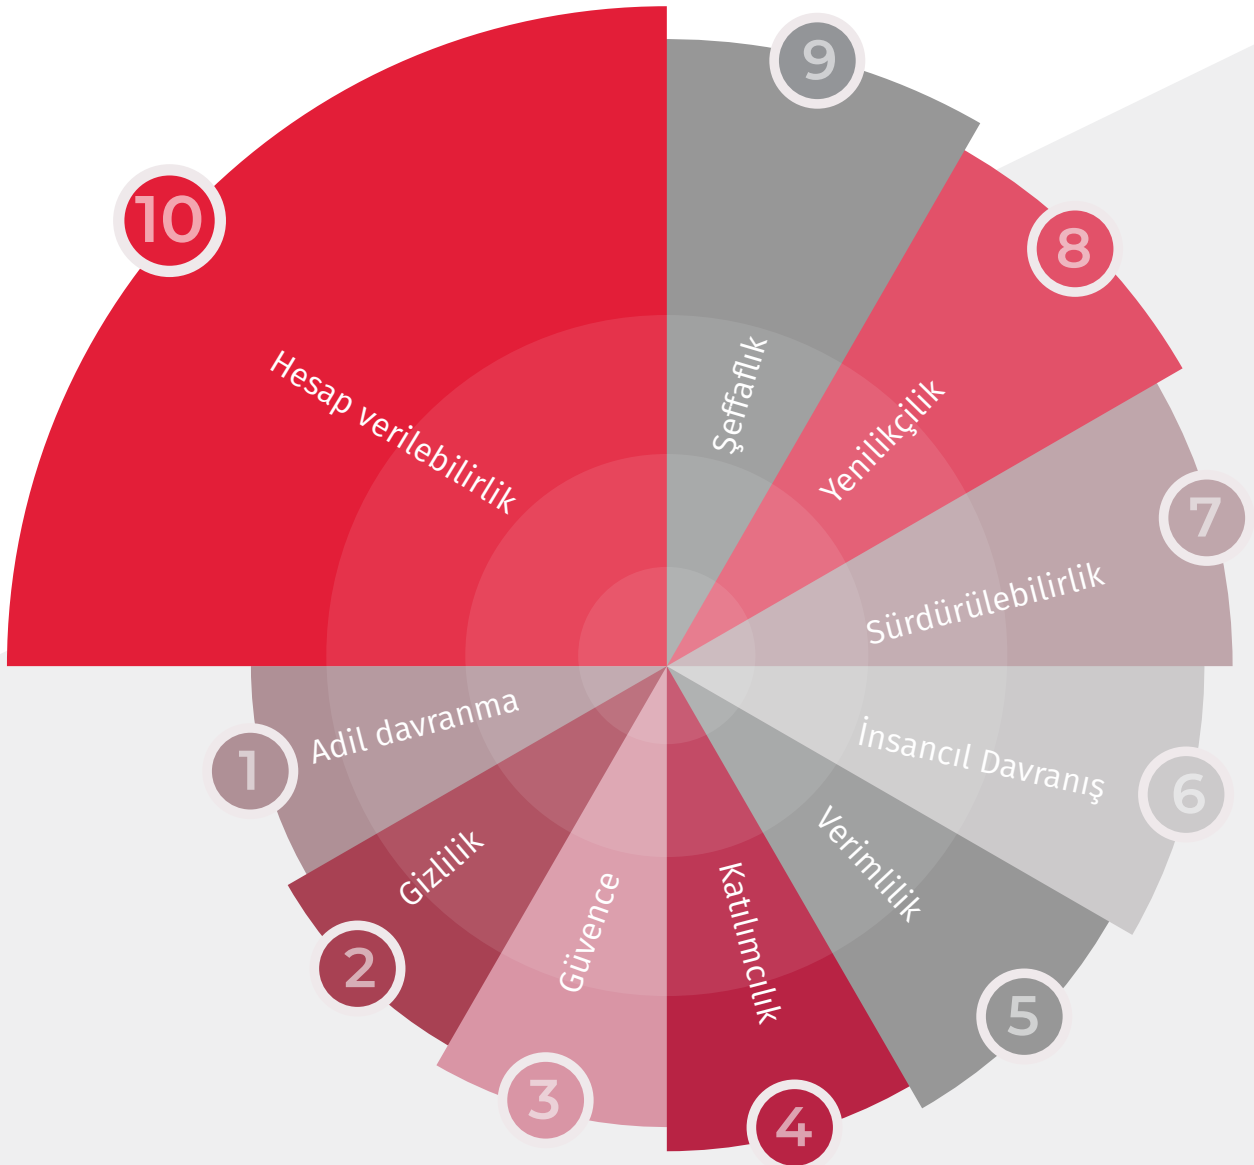 1
Adil davranma
2
Gizlilik
3
Güvence
4
Katılımcılık
5
Verimlilik
6
İnsancıl Davranış
7
Sürdürülebilirlik
8
Yenilikçilik
9
Şeffaflık
10
Hesap verilebilirlik